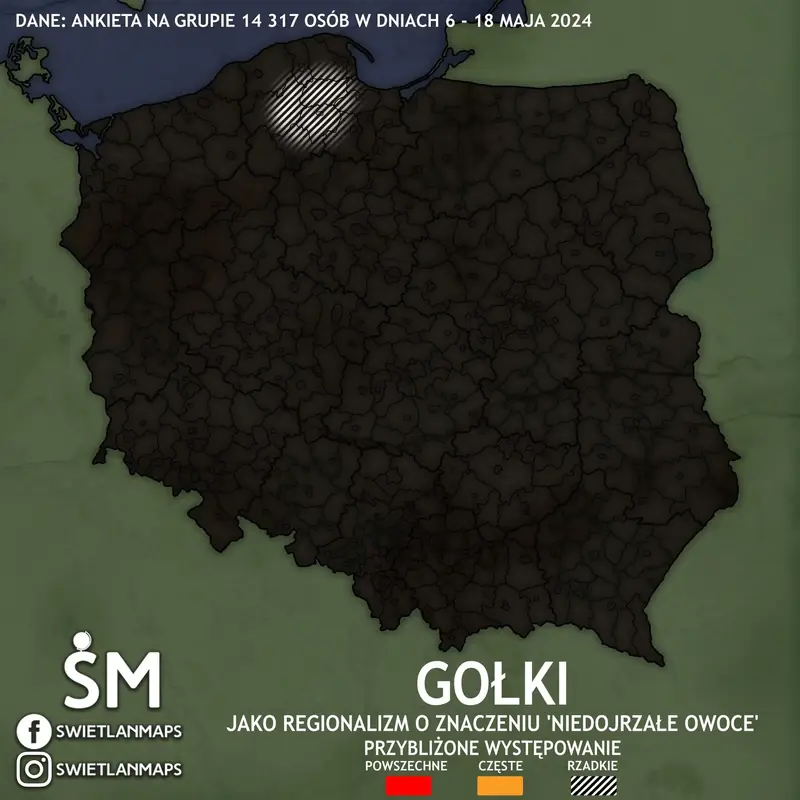 DANE: ANKIETA NA GRUPIE 14 317 OSÓB W DNIACH 6 - 18 MAJA 2024
ŚM
SWIETLANMAPS
SWIETLANMAPS
GOŁKI
JAKO REGIONALIZM O ZNACZENIU 'NIEDOJRZAŁE OWOCE'
PRZYBLIŻONE WYSTĘPOWANIE
POWSZECHNE CZĘSTE RZADKIE